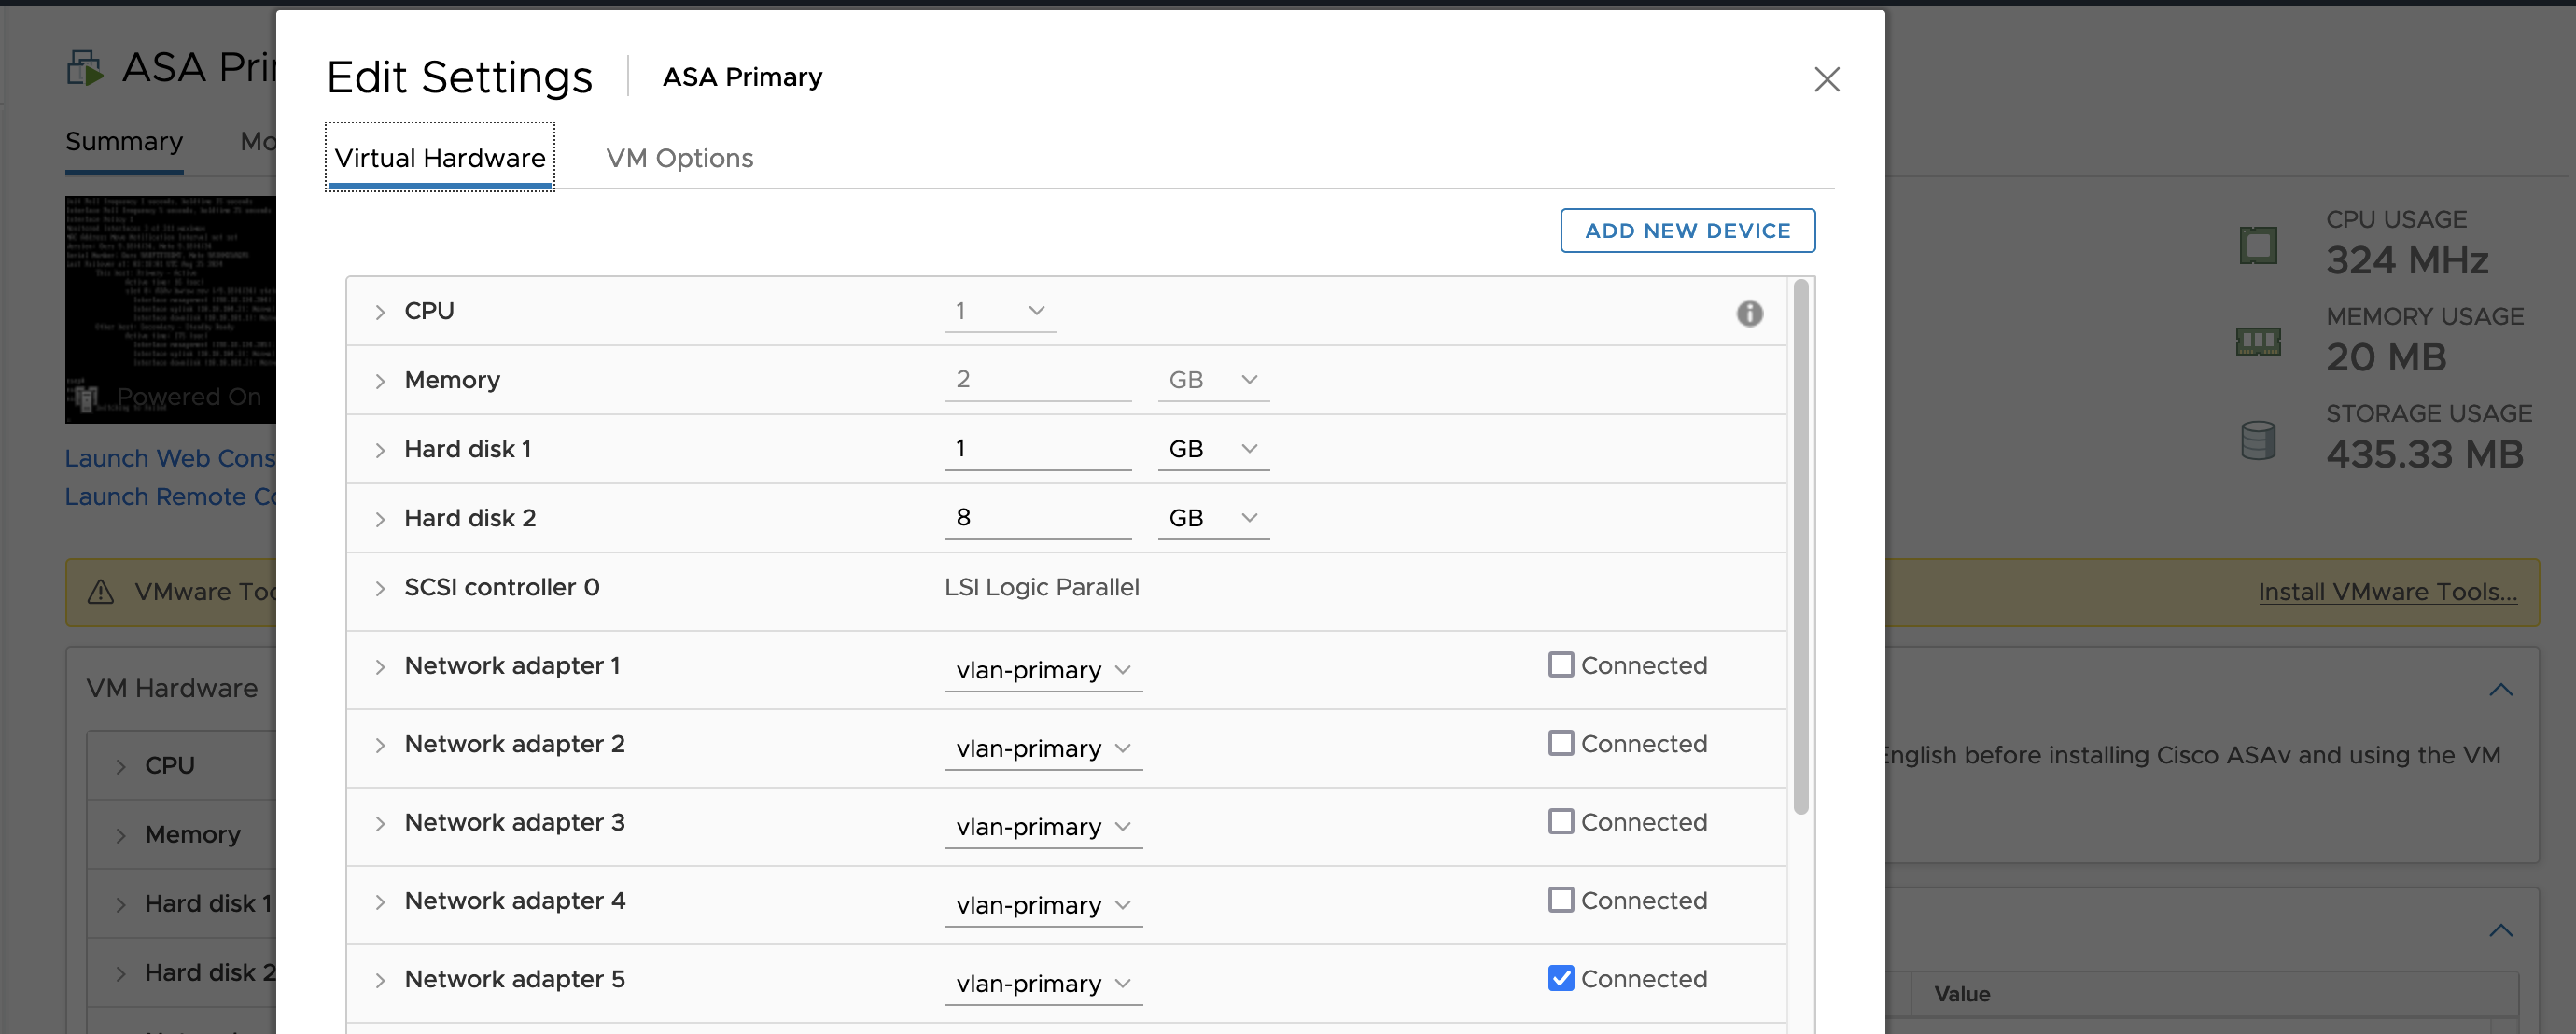 ASA Pri
Summary
Mo
Powered On
Launch Web Cons
Launch Remote Co
VMware Too
VM Hardware
CPU
Memory
Hard disk 1
Hard disk 2
Edit Settings
ASA Primary
Virtual Hardware
VM Options
ADD NEW DEVICE
CPU 1
Memory 2 GB
Hard disk 1 1 GB
Hard disk 2 8 GB
SCSI controller 0 LSI Logic Parallel
Network adapter 1 vlan-primary Connected
Network adapter 2 vlan-primary Connected
Network adapter 3 vlan-primary Connected
Network adapter 4 vlan-primary Connected
Network adapter 5 vlan-primary Connected
CPU USAGE
324 MHz
MEMORY USAGE
20 MB
STORAGE USAGE
435.33 MB
Install VMware Tools...
English before installing Cisco ASAv and using the VM
Value